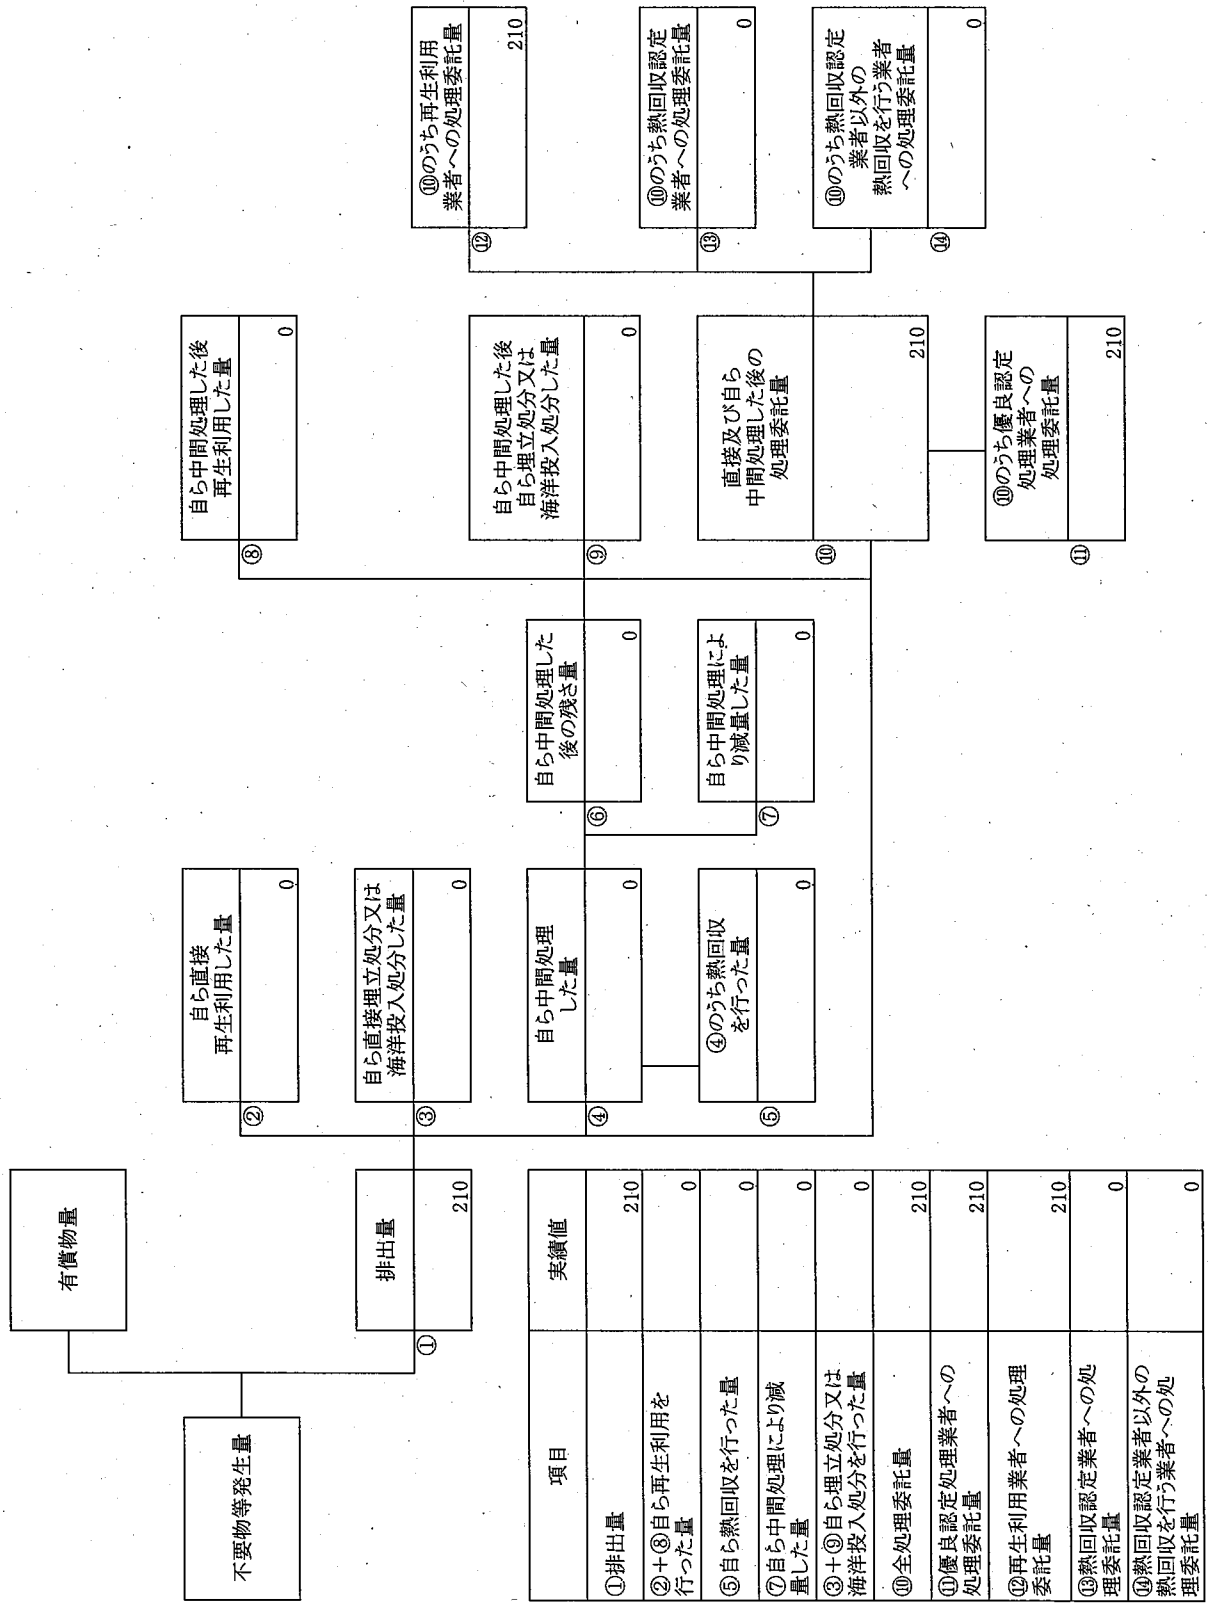 有償物量
不要物等発生量
①
排出量
210
②
自ら直接
再生利用した量
0
③
自ら直接埋立処分又は
海洋投入処分した量
0
④
自ら中間処理
した量
0
⑤
④のうち熱回収
を行った量
0
⑥
自ら中間処理した
後の残さ量
0
⑦
自ら中間処理によ
り減量した量
0
⑧
自ら中間処理した後
再生利用した量
0
⑨
自ら中間処理した後
自ら埋立処分又は
海洋投入処分した量
0
⑩
直接及び自ら
中間処理した後の
処理委託量
210
⑪
⑩のうち優良認定
処理業者への
処理委託量
210
⑫
⑩のうち再生利用
業者への処理委託量
210
⑬
⑩のうち熱回収認定
業者への処理委託量
0
⑭
⑩のうち熱回収認定
業者以外の
熱回収を行う業者
への処理委託量
0
項目 実績値
①排出量 210
②+⑧自ら再生利用を
行った量 0
⑤自ら熱回収を行った量 0
⑦自ら中間処理により減
量した量 0
③+⑨自ら埋立処分又は
海洋投入処分を行った量 0
⑩全処理委託量 210
⑪優良認定処理業者への
処理委託量 210
⑫再生利用業者への処理
委託量 210
⑬熱回収認定業者への処
理委託量 0
⑭熱回収認定業者以外の
熱回収を行う業者への処
理委託量 0